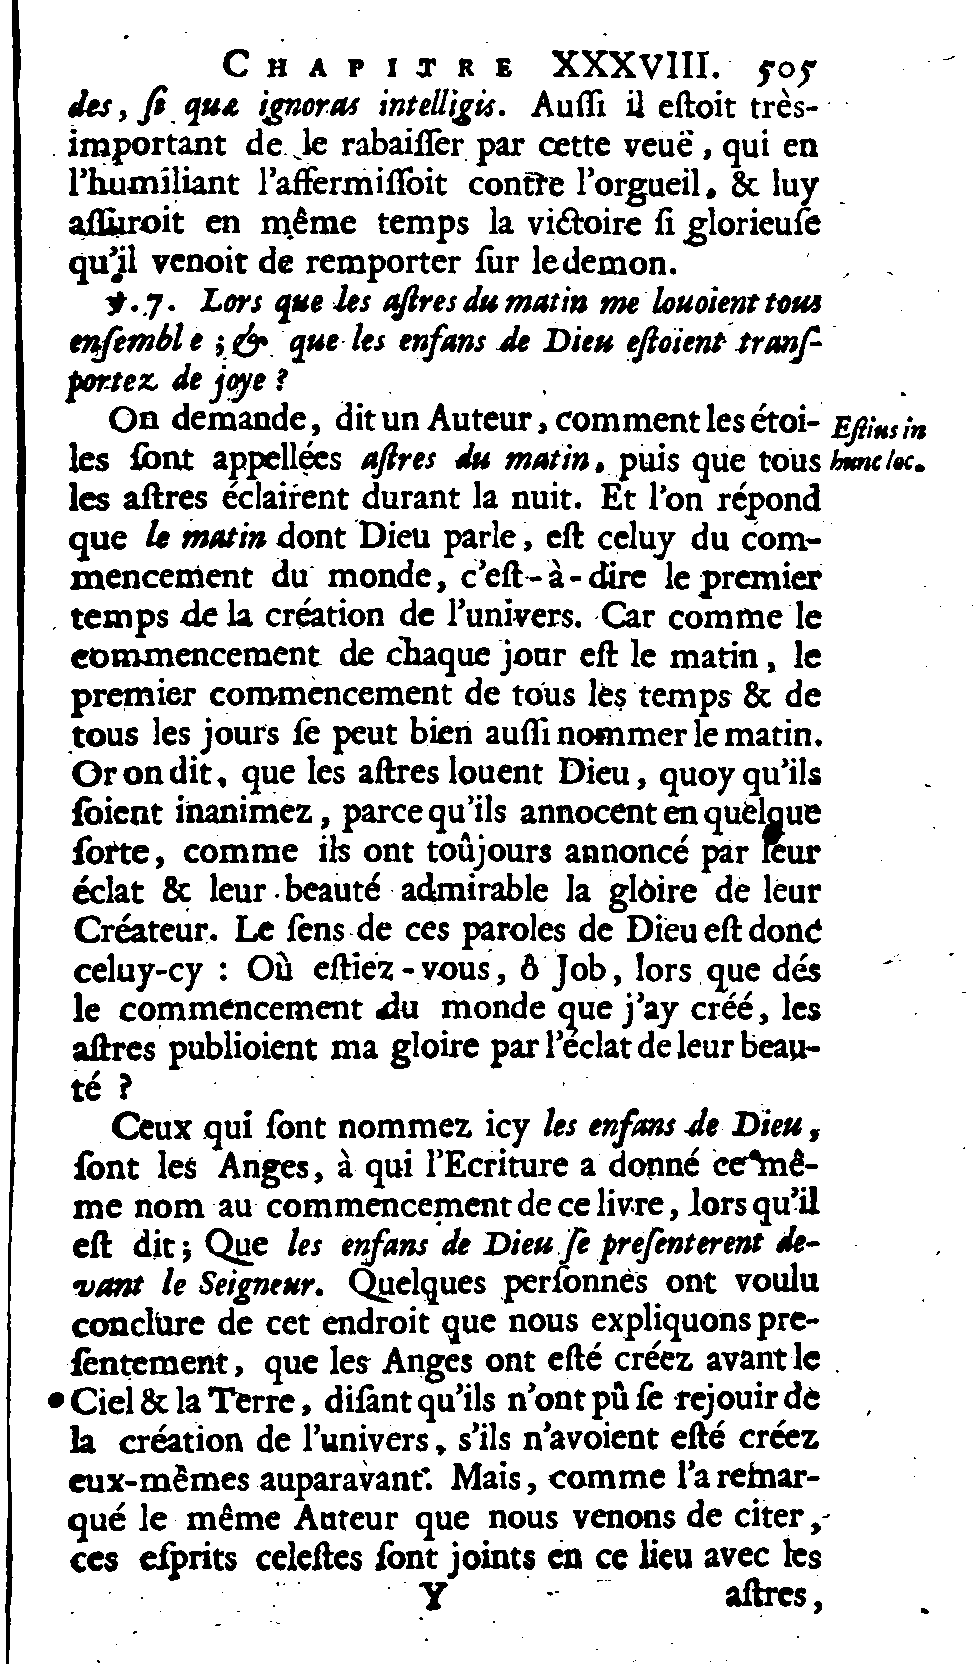 CHAPITRE XXXVIII. 505
des, ſi quæ ignoras intelligis. Auſſi il eſtoit très-
important de le rabaiſſer par cette veuë, qui en
l'humiliant l'affermiſſoit contre l'orgueil, & luy
aſſuroit en même temps la victoire ſi glorieuſe
qu'il venoit de remporter ſur le demon.
℣. 7. Lors que les aſtres du matin me louoient tous
enſemble ; & que les enfans de Dieu eſtoient tranſ-
portez de joye ?
On demande, dit un Auteur, comment les étoi-
les ſont appellées aſtres du matin, puis que tous
les aſtres éclairent durant la nuit. Et l'on répond
que le matin dont Dieu parle, eſt celuy du com-
mencement du monde, c'eſt-à-dire le premier
temps de la création de l'univers. Car comme le
commencement de chaque jour eſt le matin, le
premier commencement de tous les temps & de
tous les jours ſe peut bien auſſi nommer le matin.
Or on dit, que les aſtres louent Dieu, quoy qu'ils
ſoient inanimez, parce qu'ils annocent en quelque
ſorte, comme ils ont toûjours annoncé par leur
éclat & leur beauté admirable la gloire de leur
Créateur. Le ſens de ces paroles de Dieu eſt donc
celuy-cy : Où eſtiez-vous, ô Job, lors que dés
le commencement du monde que j'ay créé, les
aſtres publioient ma gloire par l'éclat de leur beau-
té ?
Ceux qui ſont nommez icy les enfans de Dieu,
ſont les Anges, à qui l'Ecriture a donné ce mê-
me nom au commencement de ce livre, lors qu'il
eſt dit ; Que les enfans de Dieu ſe preſenterent de-
vant le Seigneur. Quelques perſonnes ont voulu
conclure de cet endroit que nous expliquons pre-
ſentement, que les Anges ont eſté créez avant le
Ciel & la Terre, diſant qu'ils n'ont pû ſe rejouir de
la création de l'univers, s'ils n'avoient eſté créez
eux-mêmes auparavant. Mais, comme l'a remar-
qué le même Auteur que nous venons de citer,
ces eſprits celeſtes ſont joints en ce lieu avec les
Y aſtres,
Eſtius in
hunc loc.